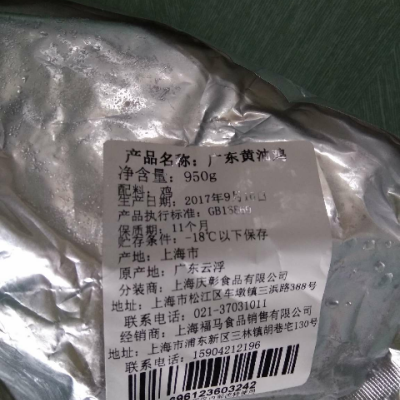 产品名称：广东黄油鸡
净含量：950g
配料：鸡
生产日期：2017年9月16日
产品执行标准：
保质期：11个月
贮存条件：-18℃以下保存
产地：上海市
原产地：广东云浮
分装商：上海庆彰食品有限公司
地址：上海市松江区车墩镇三浜路388号
联系电话：021-37031011
经销商：上海福马食品销售有限公司
地址：上海市浦东新区三林镇胡巷宅130号
联系电话：15904212196
696123603242